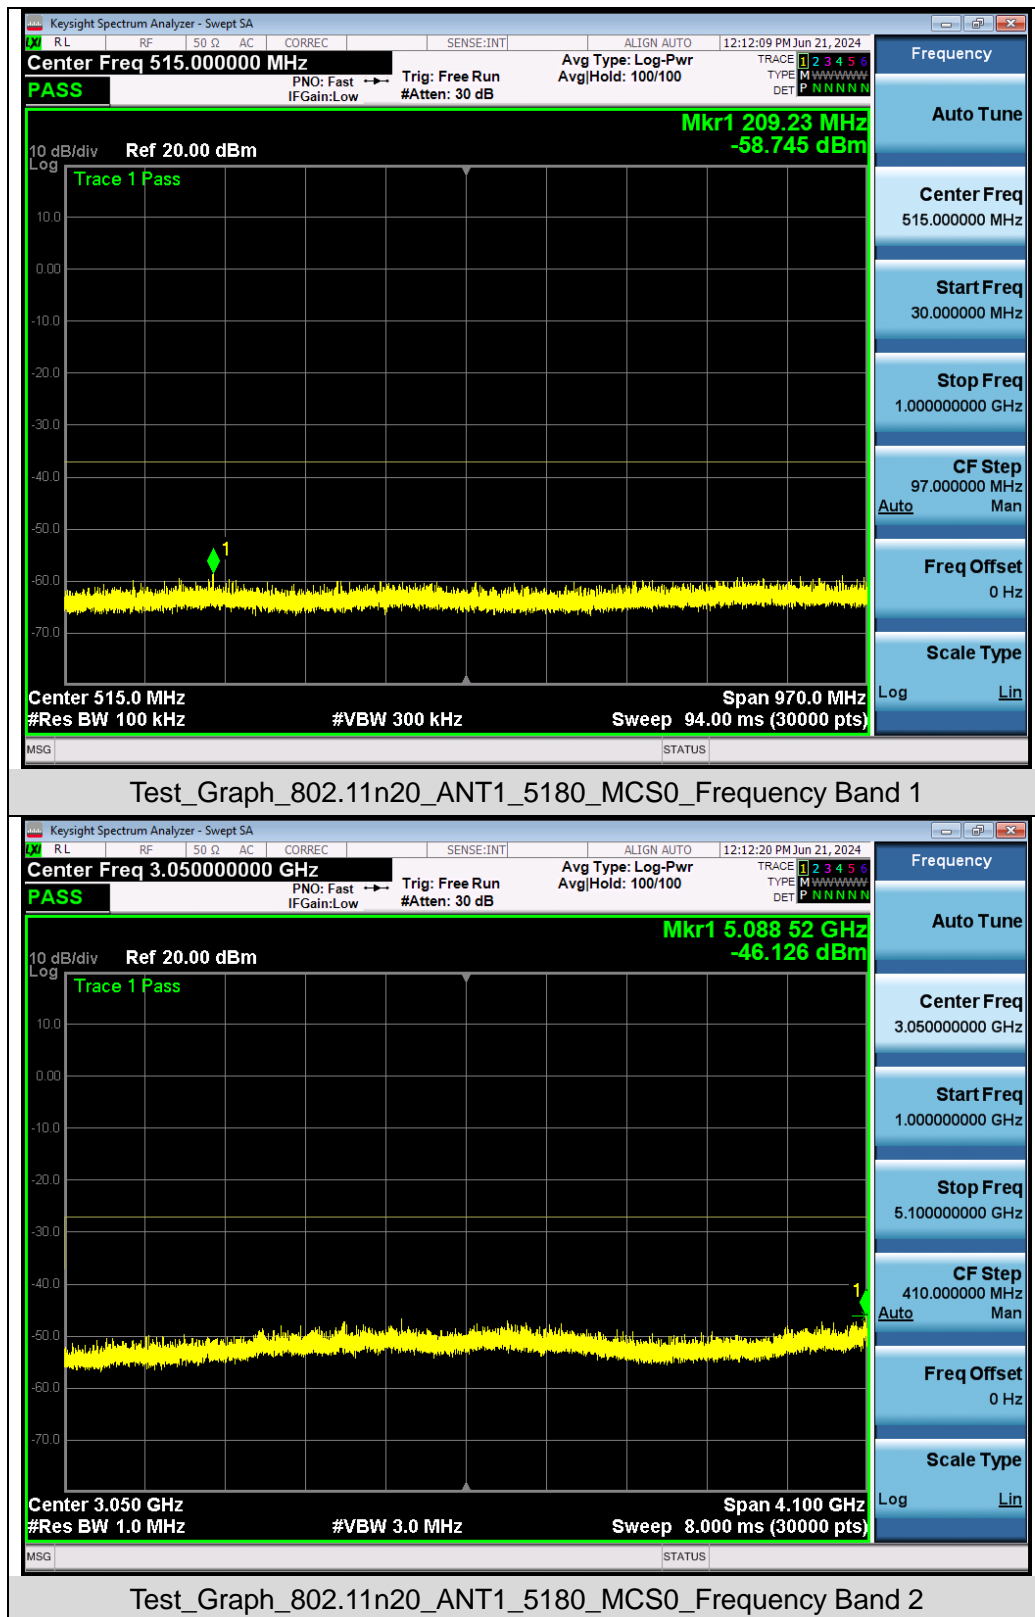 Keysight Spectrum Analyzer - Swept SA
LXI RL RF 50 Ω AC CORREC SENSE:INT ALIGN AUTO 12:12:09 PM Jun 21, 2024
Center Freq 515.000000 MHz
PASS
PNO: Fast
IFGain:Low
Trig: Free Run
#Atten: 30 dB
Avg Type: Log-Pwr
Avg|Hold: 100/100
TRACE 1 2 3 4 5 6
TYPE M WWWWW
DET P N N N N N
Mkr1 209.23 MHz
-58.745 dBm
10 dB/div Ref 20.00 dBm
Log
Trace 1 Pass
10.0
0.00
-10.0
-20.0
-30.0
-40.0
-50.0
-60.0
-70.0
1
Center 515.0 MHz Span 970.0 MHz
#Res BW 100 kHz #VBW 300 kHz Sweep 94.00 ms (30000 pts)
MSG STATUS
Frequency
Auto Tune
Center Freq
515.000000 MHz
Start Freq
30.000000 MHz
Stop Freq
1.000000000 GHz
CF Step
97.000000 MHz
Auto Man
Freq Offset
0 Hz
Scale Type
Log Lin
Test_Graph_802.11n20_ANT1_5180_MCS0_Frequency Band 1
Keysight Spectrum Analyzer - Swept SA
LXI RL RF 50 Ω AC CORREC SENSE:INT ALIGN AUTO 12:12:20 PM Jun 21, 2024
Center Freq 3.050000000 GHz
PASS
PNO: Fast
IFGain:Low
Trig: Free Run
#Atten: 30 dB
Avg Type: Log-Pwr
Avg|Hold: 100/100
TRACE 1 2 3 4 5 6
TYPE M WWWWW
DET P N N N N N
Mkr1 5.088 52 GHz
-46.126 dBm
10 dB/div Ref 20.00 dBm
Log
Trace 1 Pass
10.0
0.00
-10.0
-20.0
-30.0
-40.0
-50.0
-60.0
-70.0
1
Center 3.050 GHz Span 4.100 GHz
#Res BW 1.0 MHz #VBW 3.0 MHz Sweep 8.000 ms (30000 pts)
MSG STATUS
Frequency
Auto Tune
Center Freq
3.050000000 GHz
Start Freq
1.000000000 GHz
Stop Freq
5.100000000 GHz
CF Step
410.000000 MHz
Auto Man
Freq Offset
0 Hz
Scale Type
Log Lin
Test_Graph_802.11n20_ANT1_5180_MCS0_Frequency Band 2